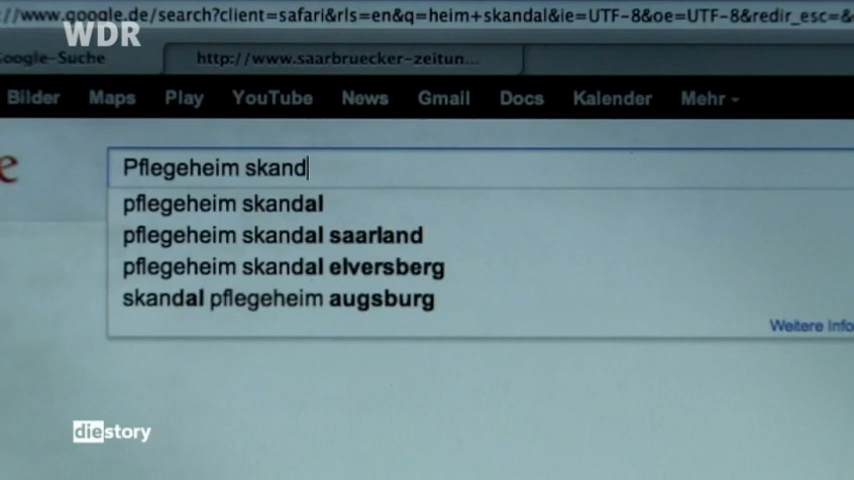 ://www.google.de/search?client=safari&rls=en&q=heim+skandal&ie=UTF-8&oe=UTF-8&redir_esc=&
WDR
Google-Suche
http://www.saarbruecker-zeitun...
Bilder Maps Play YouTube News Gmail Docs Kalender Mehr
e
Pflegeheim skand
pflegeheim skandal
pflegeheim skandal saarland
pflegeheim skandal elversberg
skandal pflegeheim augsburg
Weitere Info
diestory